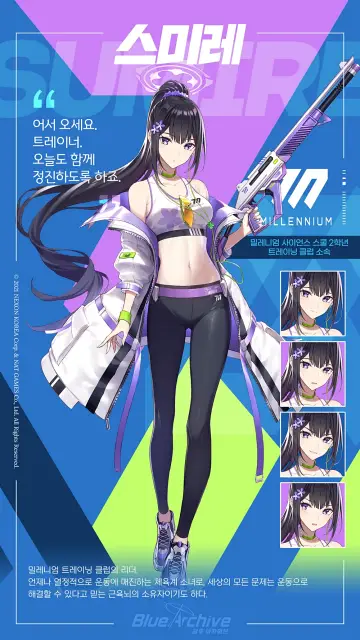 스미레
SUMIRE
“
어서 오세요.
트레이너.
오늘도 함께
정진하도록 하죠.
MILLENNIUM
밀레니엄 사이언스 스쿨 2학년
트레이닝 클럽 소속
© 2021 NEXON KOREA Corp. & NAT GAMES Co., Ltd. All Rights Reserved.
밀레니엄 트레이닝 클럽의 리더.
언제나 열정적으로 운동에 매진하는 체육계 소녀로, 세상의 모든 문제는 운동으로
해결할 수 있다고 믿는 근육뇌의 소유자이기도 하다.
Blue Archive